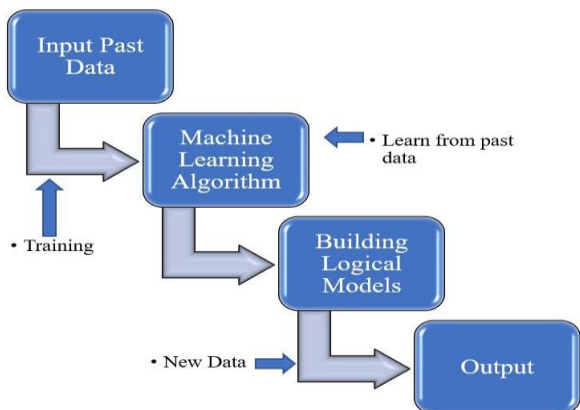 Input Past
Data
Machine
Learning
Algorithm
• Learn from past
data
• Training
Building
Logical
Models
• New Data
Output